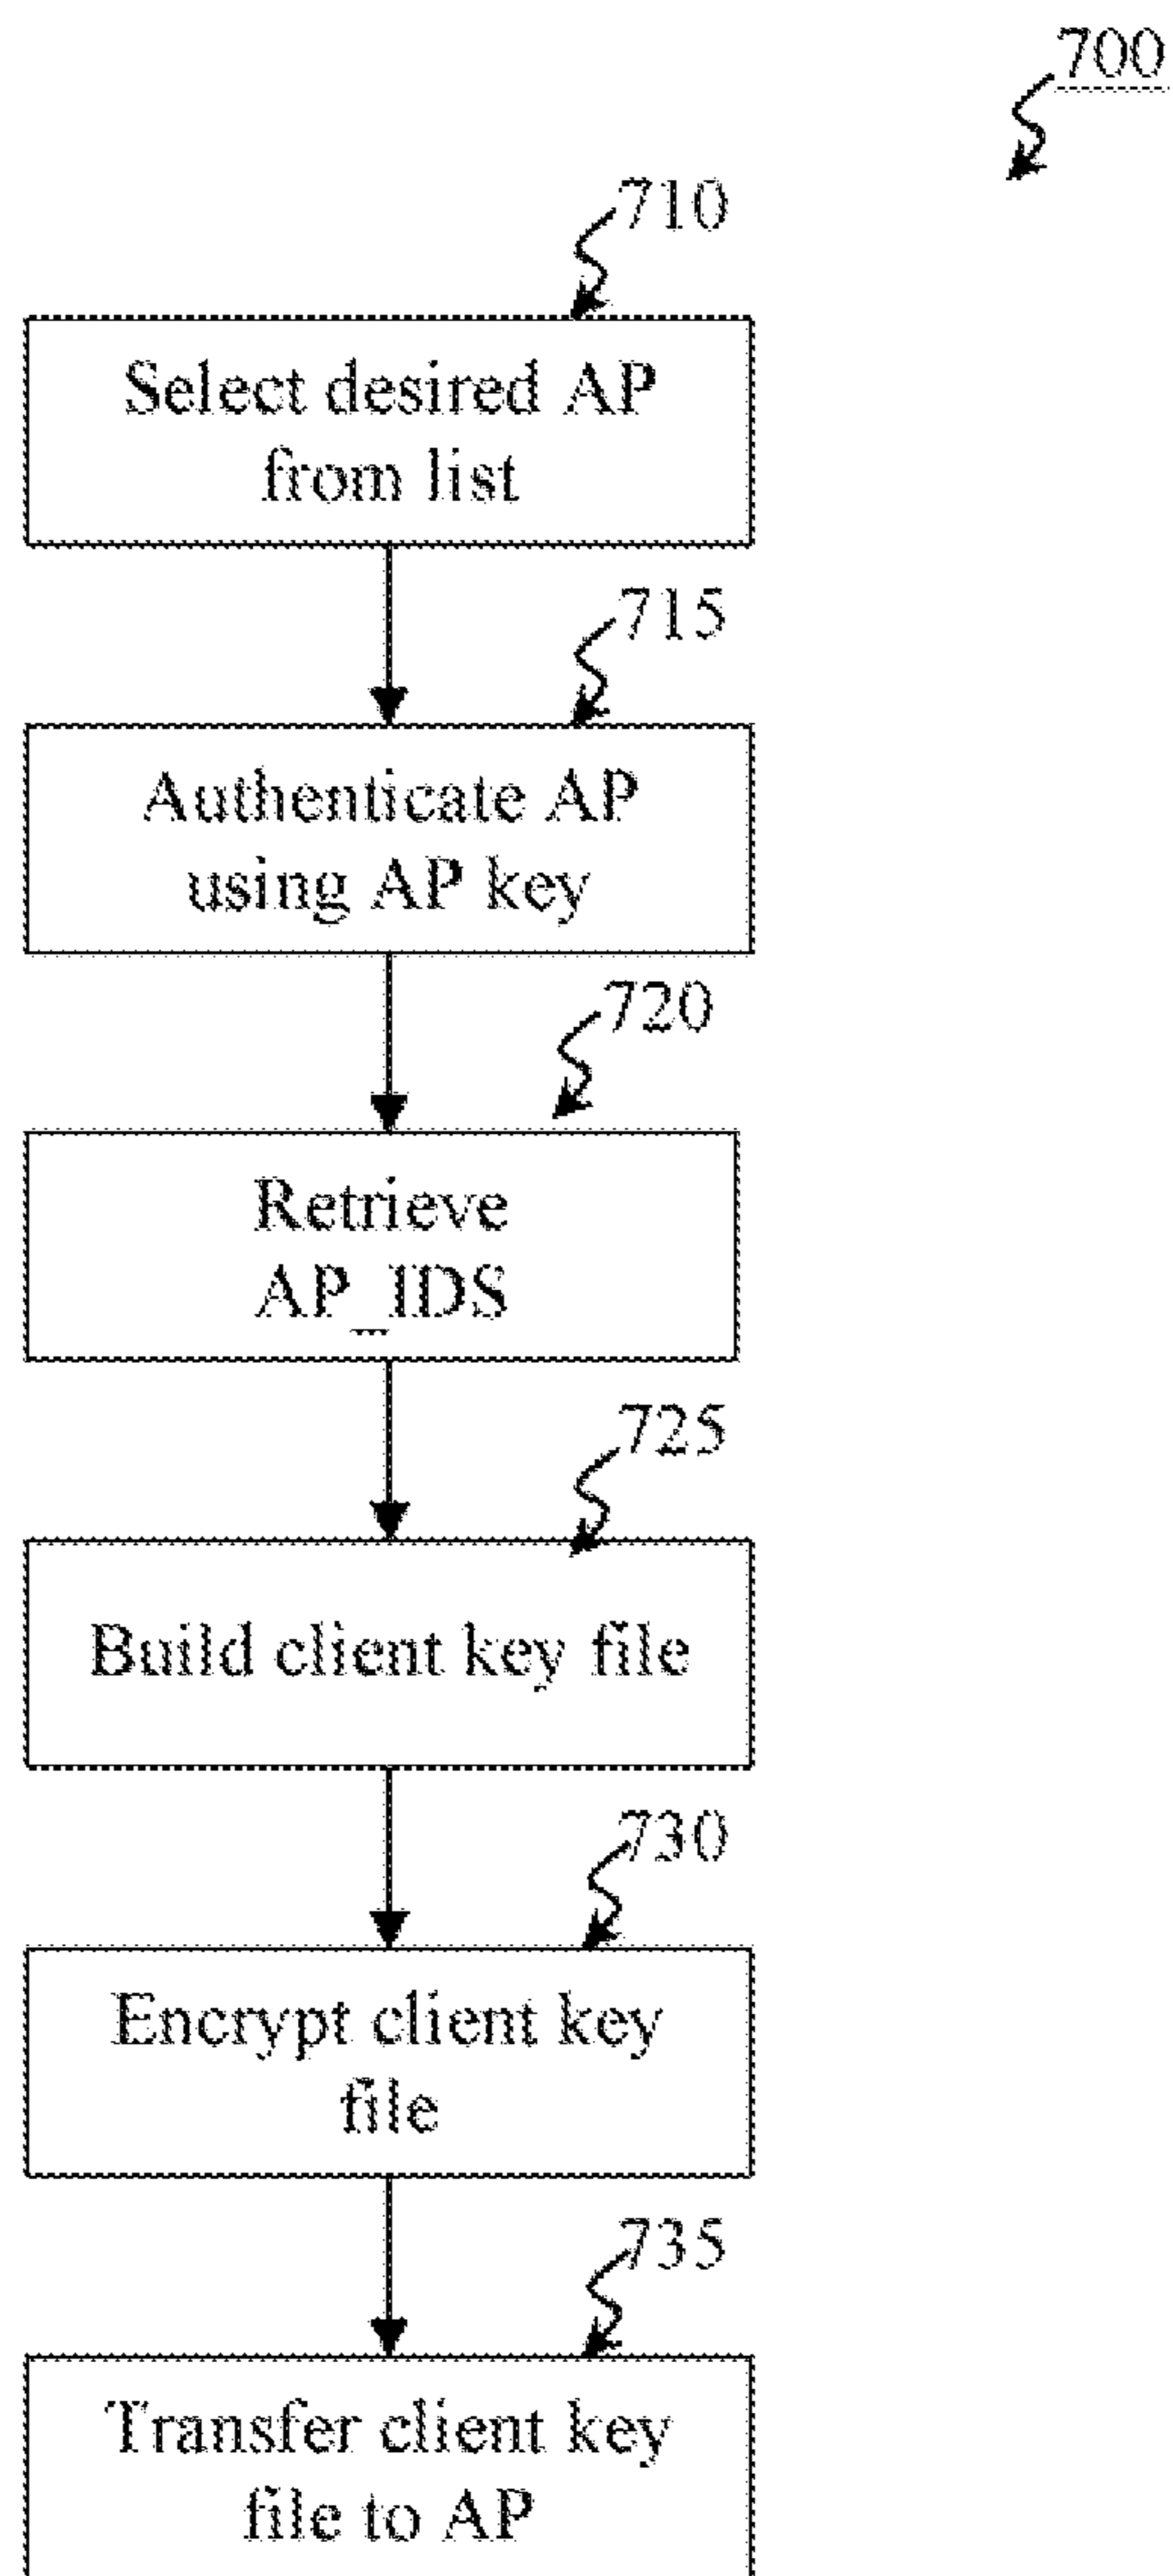 700
710
Select desired AP
from list
715
Authenticate AP
using AP key
720
Retrieve
AP_IDS
725
Build client key file
730
Encrypt client key
file
735
Transfer client key
file to AP